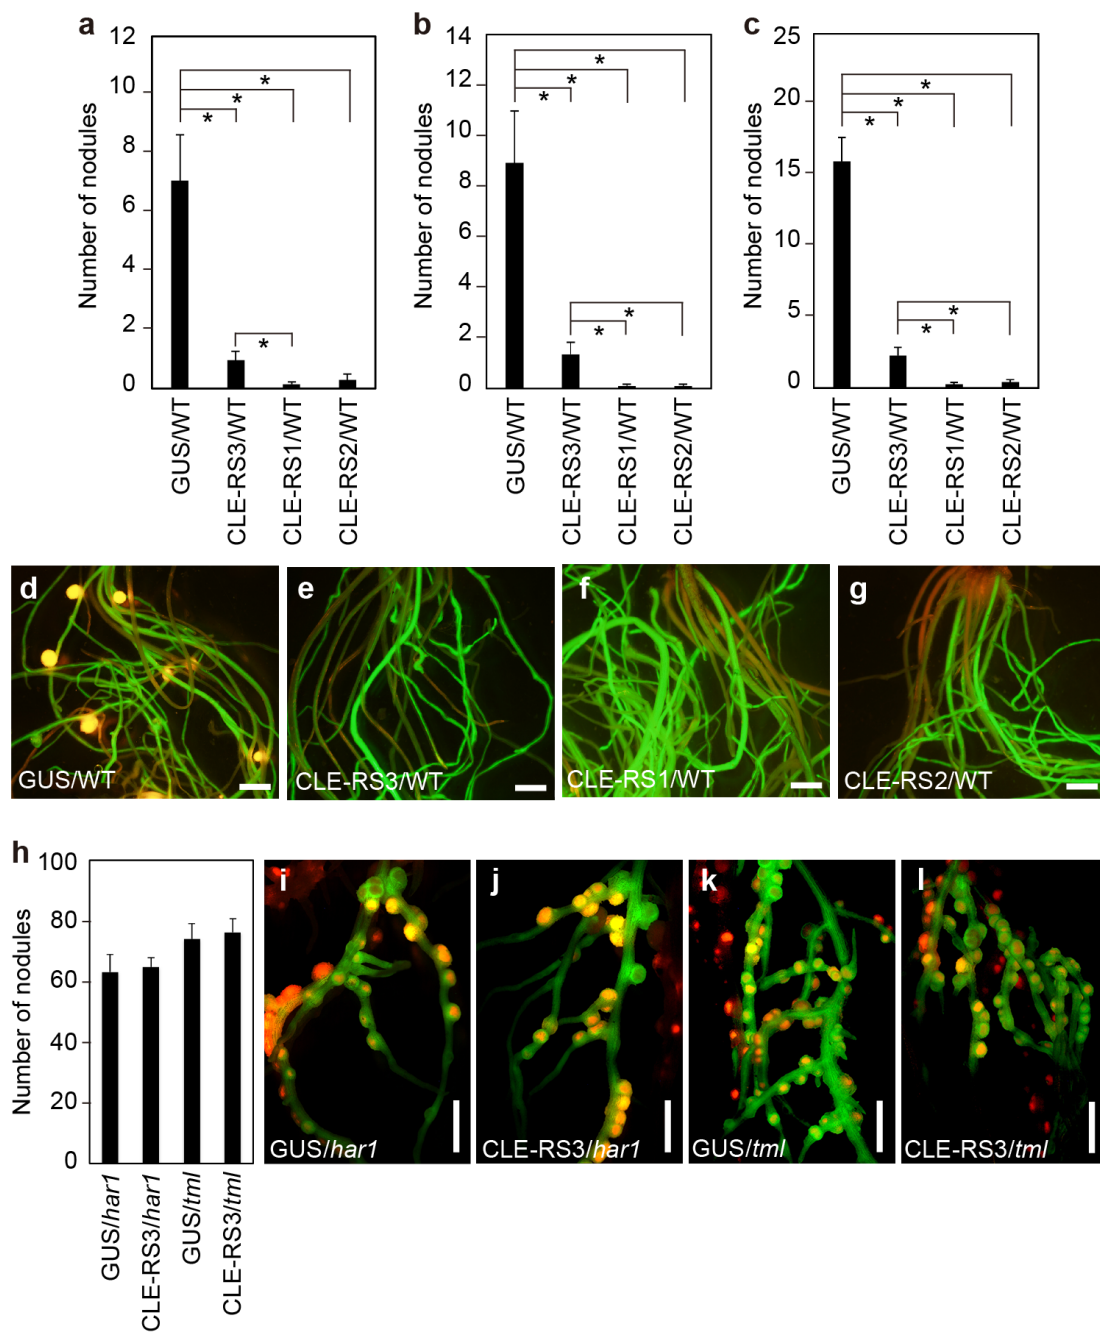 a
12
10
8
6
4
2
0
Number of nodules
* * *
*
GUS/WT
CLE-RS3/WT
CLE-RS1/WT
CLE-RS2/WT
b
14
12
10
8
6
4
2
0
Number of nodules
* * *
* *
GUS/WT
CLE-RS3/WT
CLE-RS1/WT
CLE-RS2/WT
c
25
20
15
10
5
0
Number of nodules
* * *
* *
GUS/WT
CLE-RS3/WT
CLE-RS1/WT
CLE-RS2/WT
d
GUS/WT
e
CLE-RS3/WT
f
CLE-RS1/WT
g
CLE-RS2/WT
h
100
80
60
40
20
0
Number of nodules
GUS/har1
CLE-RS3/har1
GUS/tml
CLE-RS3/tml
i
GUS/har1
j
CLE-RS3/har1
k
GUS/tml
l
CLE-RS3/tml